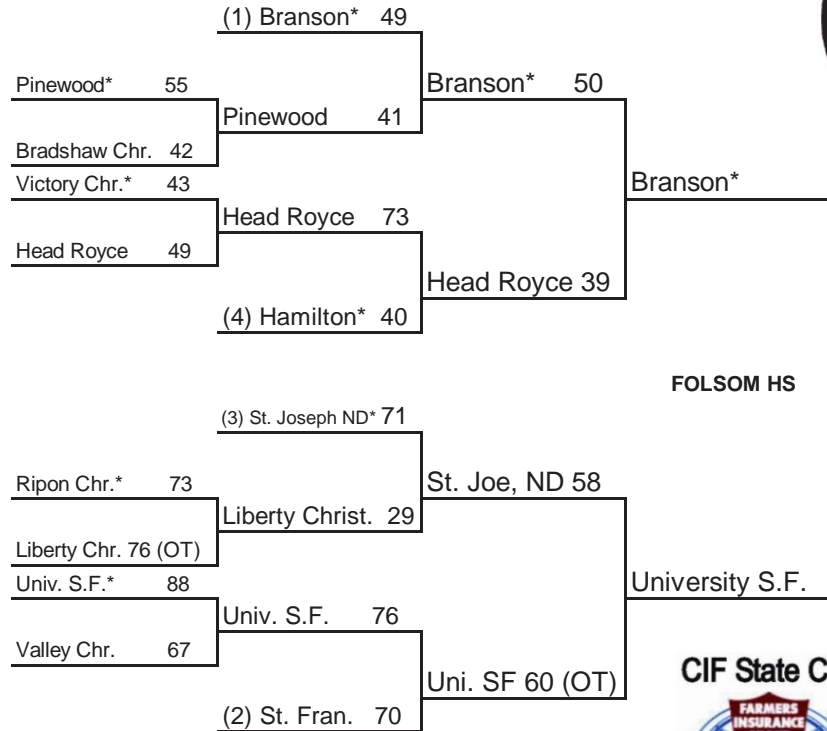 (1) Branson* 49
Pinewood* 55
Branson* 50
Pinewood 41
Bradshaw Chr. 42
Victory Chr.* 43
Branson*
Head Royce 73
Head Royce 49
Head Royce 39
(4) Hamilton* 40
FOLSOM HS
(3) St. Joseph ND* 71
Ripon Chr.* 73
St. Joe, ND 58
Liberty Christ. 29
Liberty Chr. 76 (OT)
Univ. S.F.* 88
University S.F.
Univ. S.F. 76
Valley Chr. 67
Uni. SF 60 (OT)
CIF State C
(2) St. Fran. 70
FARMERS
INSURANCE